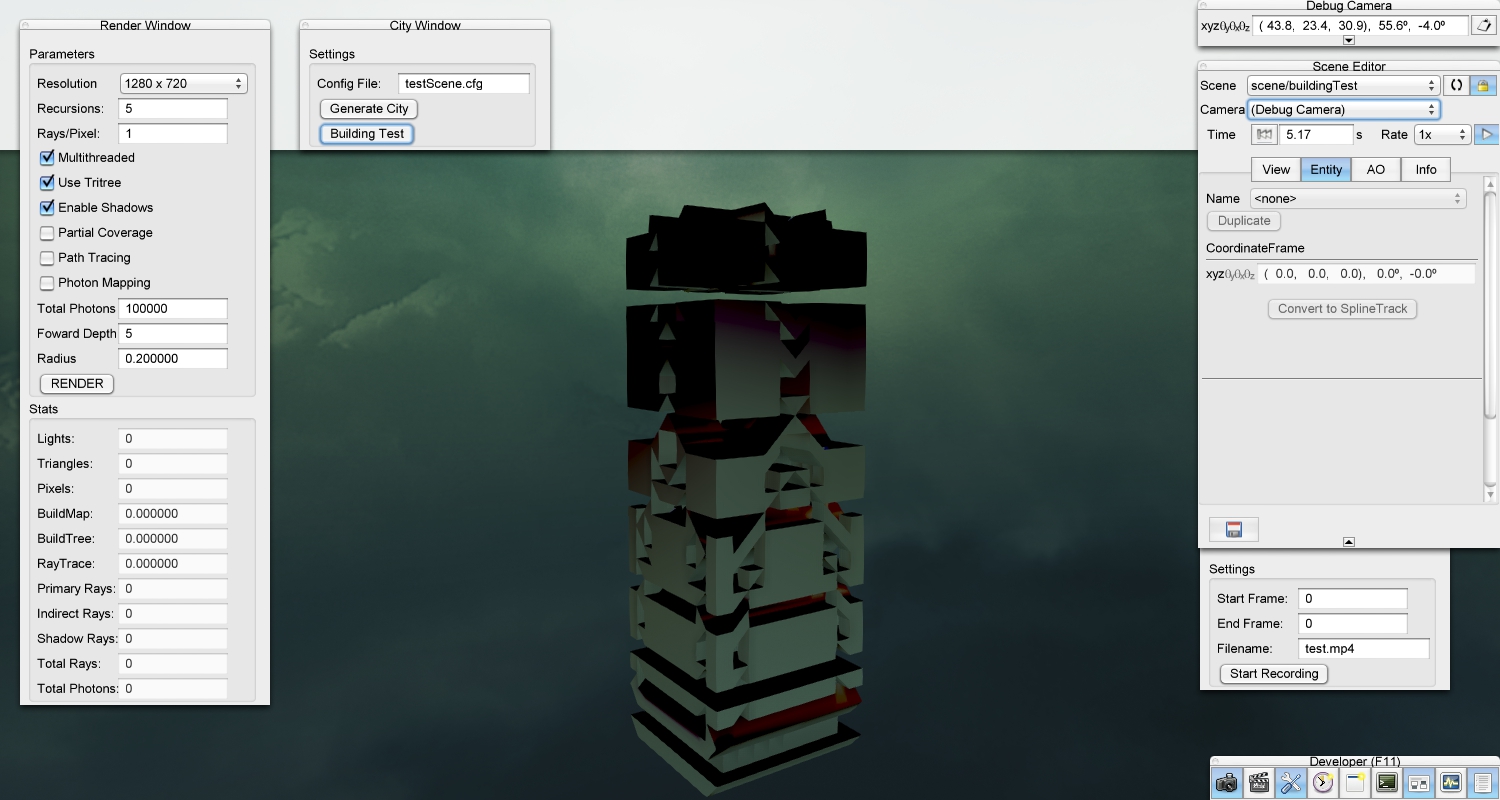 Render Window
Parameters
Resolution 1280 x 720
Recursions: 5
Rays/Pixel: 1
Multithreaded
Use Tritree
Enable Shadows
Partial Coverage
Path Tracing
Photon Mapping
Total Photons 100000
Foward Depth 5
Radius 0.200000
RENDER
Stats
Lights: 0
Triangles: 0
Pixels: 0
BuildMap: 0.000000
BuildTree: 0.000000
RayTrace: 0.000000
Primary Rays: 0
Indirect Rays: 0
Shadow Rays: 0
Total Rays: 0
Total Photons: 0
City Window
Settings
Config File: testScene.cfg
Generate City
Building Test
Debug Camera
xyz ( 43.8, 23.4, 30.9), 55.6º, -4.0º
Scene Editor
Scene scene/buildingTest
Camera (Debug Camera)
Time 5.17 s Rate 1x
View Entity AO Info
Name <none>
Duplicate
CoordinateFrame
xyz ( 0.0, 0.0, 0.0), 0.0º, -0.0º
Convert to SplineTrack
Settings
Start Frame: 0
End Frame: 0
Filename: test.mp4
Start Recording
Developer (F11)